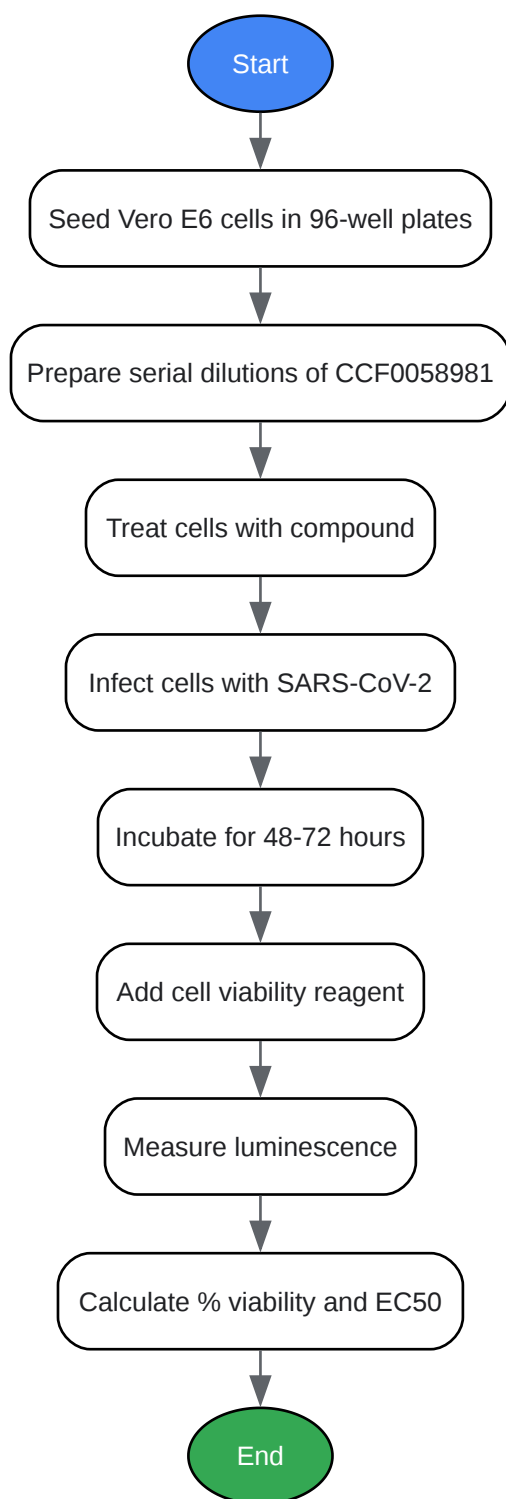 Start
Seed Vero E6 cells in 96-well plates
Prepare serial dilutions of CCF0058981
Treat cells with compound
Infect cells with SARS-CoV-2
Incubate for 48-72 hours
Add cell viability reagent
Measure luminescence
Calculate % viability and EC50
End